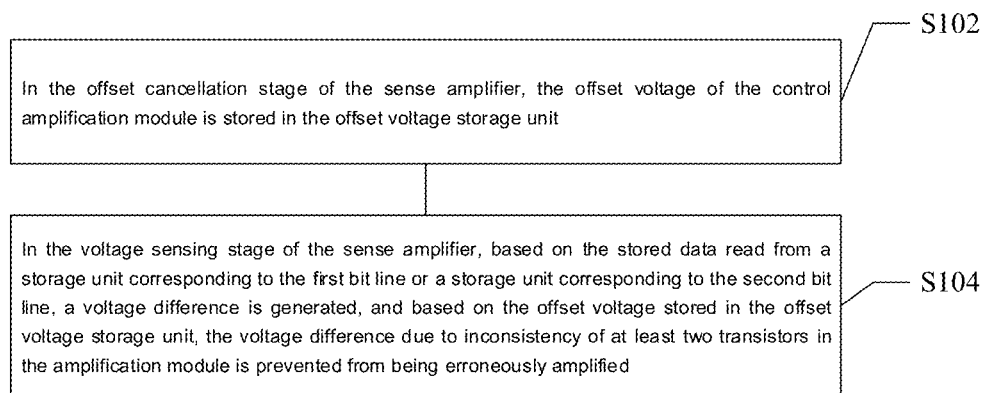 S102
In the offset cancellation stage of the sense amplifier, the offset voltage of the control
amplification module is stored in the offset voltage storage unit
In the voltage sensing stage of the sense amplifier, based on the stored data read from a
storage unit corresponding to the first bit line or a storage unit corresponding to the second bit
line, a voltage difference is generated, and based on the offset voltage stored in the offset
voltage storage unit, the voltage difference due to inconsistency of at least two transistors in
the amplification module is prevented from being erroneously amplified
S104